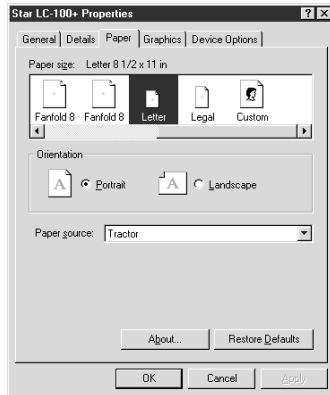 Star LC-100+ Properties
General Details Paper Graphics Device Options
Paper size: Letter 8 1/2 x 11 in
Fanfold 8 Fanfold 8 Letter Legal Custom
Orientation
A Portrait A Landscape
Paper source: Tractor
About... Restore Defaults
OK Cancel Apply